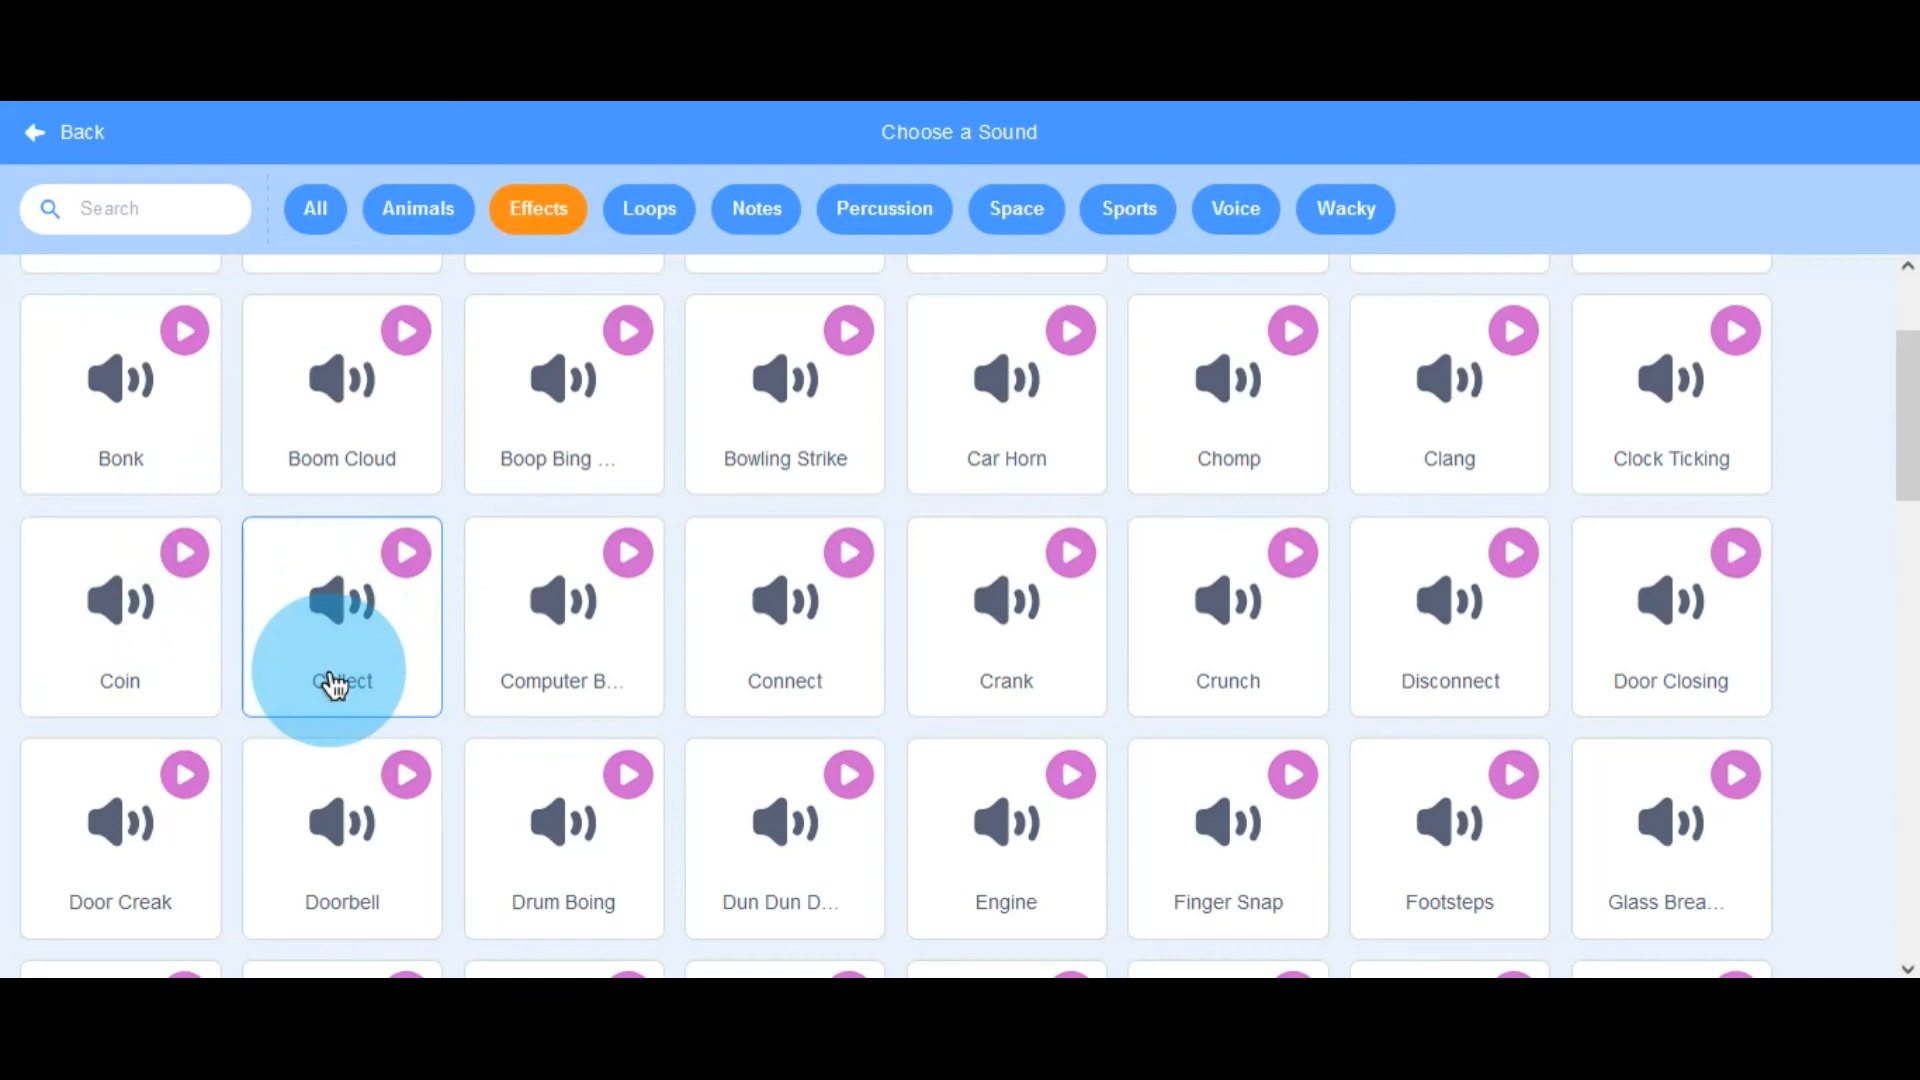 Back
Choose a Sound
Search
All Animals Effects Loops Notes Percussion Space Sports Voice Wacky
Bonk Boom Cloud Boop Bing ... Bowling Strike Car Horn Chomp Clang Clock Ticking
Coin Collect Computer B... Connect Crank Crunch Disconnect Door Closing
Door Creak Doorbell Drum Boing Dun Dun D... Engine Finger Snap Footsteps Glass Brea...